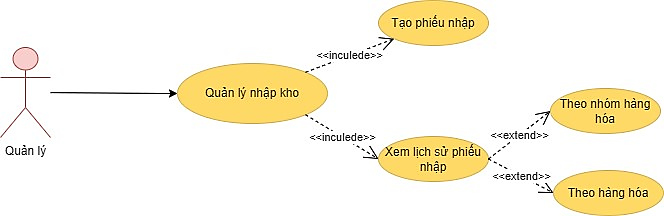 Tạo phiếu nhập
<<inculede>>
Quản lý nhập kho
Quản lý
<<inculede>>
Xem lịch sử phiếu
nhập
Theo nhóm hàng
hóa
<<extend>>
<<extend>>
Theo hàng hóa